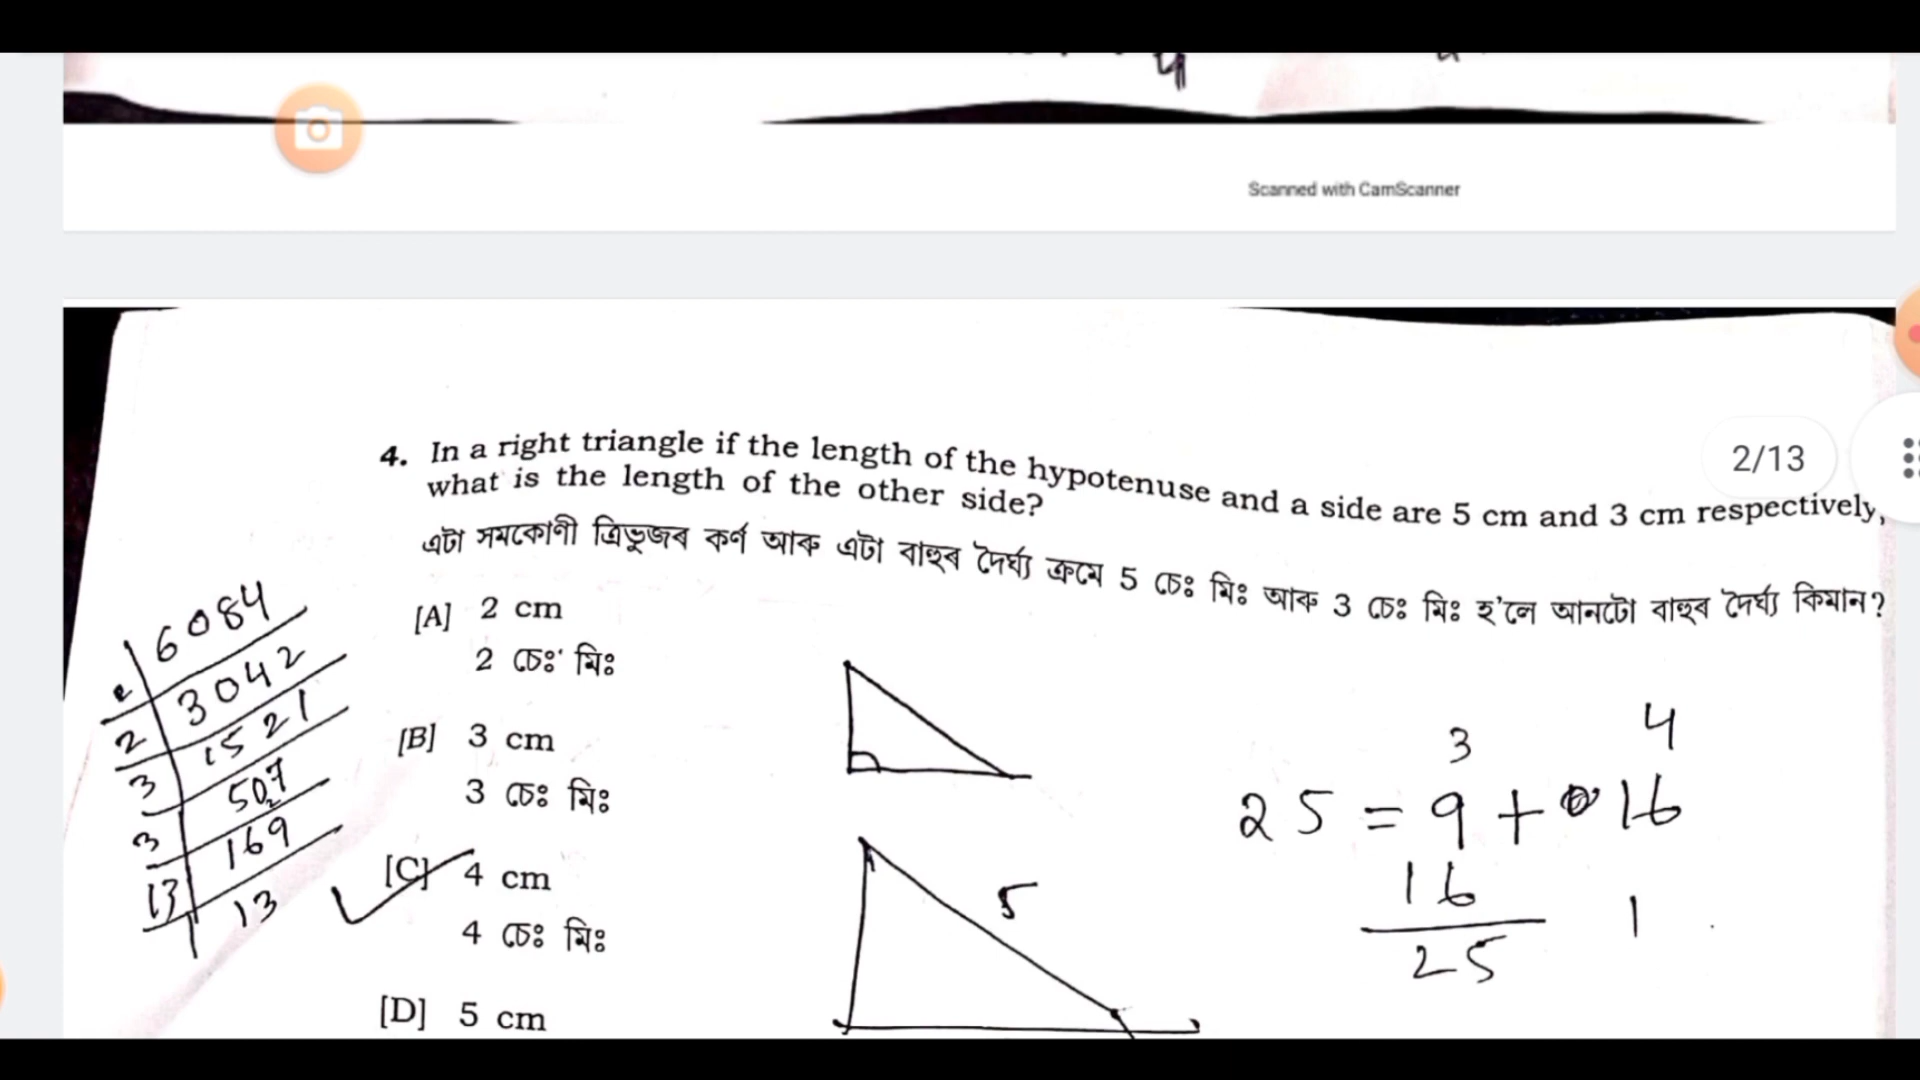 Scanned with CamScanner
2/13
4. In a right triangle if the length of the hypotenuse and a side are 5 cm and 3 cm respectively,
what is the length of the other side?
এটা সমকোণী ত্ৰিভুজৰ কৰ্ণ আৰু এটা বাহুৰ দৈৰ্ঘ্য ক্ৰমে 5 চেঃ মিঃ আৰু 3 চেঃ মিঃ হ'লে আনটো বাহুৰ দৈৰ্ঘ্য কিমান?
[A] 2 cm
2 চেঃ মিঃ
[B] 3 cm
3 চেঃ মিঃ
[C] 4 cm
4 চেঃ মিঃ
[D] 5 cm
6084
3042
2 1521
3 507
3 169
13 13
5
3 4
25 = 9 + 16
16
25
1